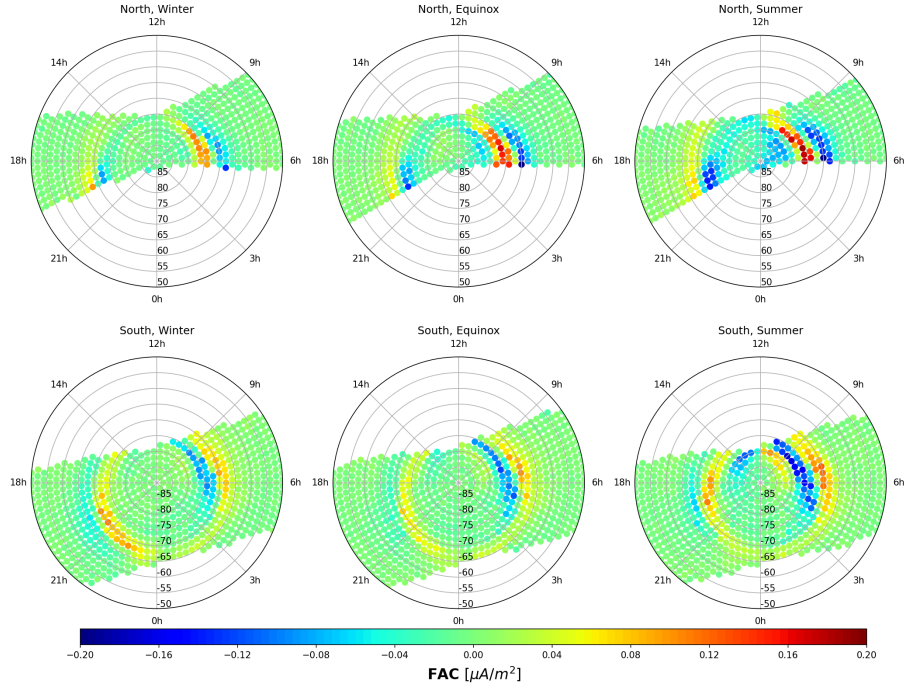 North, Winter
12h
14h
9h
18h
6h
85
80
75
70
65
60
55
50
21h
3h
0h
North, Equinox
12h
14h
9h
18h
6h
85
80
75
70
65
60
55
50
21h
3h
0h
North, Summer
12h
14h
9h
18h
6h
85
80
75
70
65
60
55
50
21h
3h
0h
South, Winter
12h
14h
9h
18h
6h
-85
-80
-75
-70
-65
-60
-55
-50
21h
3h
0h
South, Equinox
12h
14h
9h
18h
6h
-85
-80
-75
-70
-65
-60
-55
-50
21h
3h
0h
South, Summer
12h
14h
9h
18h
6h
-85
-80
-75
-70
-65
-60
-55
-50
21h
3h
0h
−0.20 −0.16 −0.12 −0.08 −0.04 0.00 0.04 0.08 0.12 0.16 0.20
FAC [μA/m²]